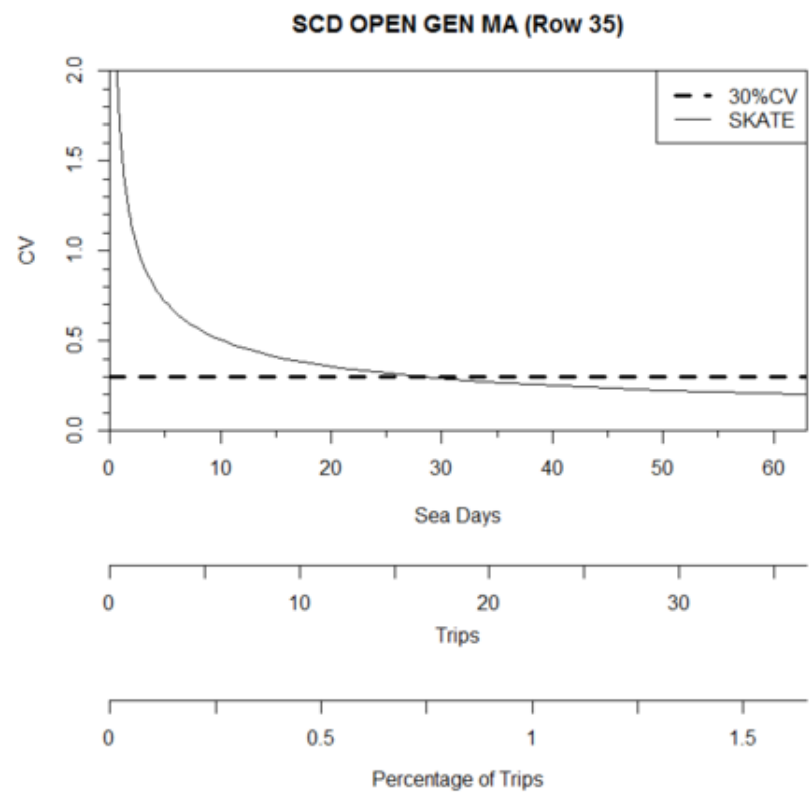 SCD OPEN GEN MA (Row 35)
30%CV
SKATE
CV
2.0
1.5
1.0
0.5
0.0
0 10 20 30 40 50 60
Sea Days
0 10 20 30
Trips
0 0.5 1 1.5
Percentage of Trips